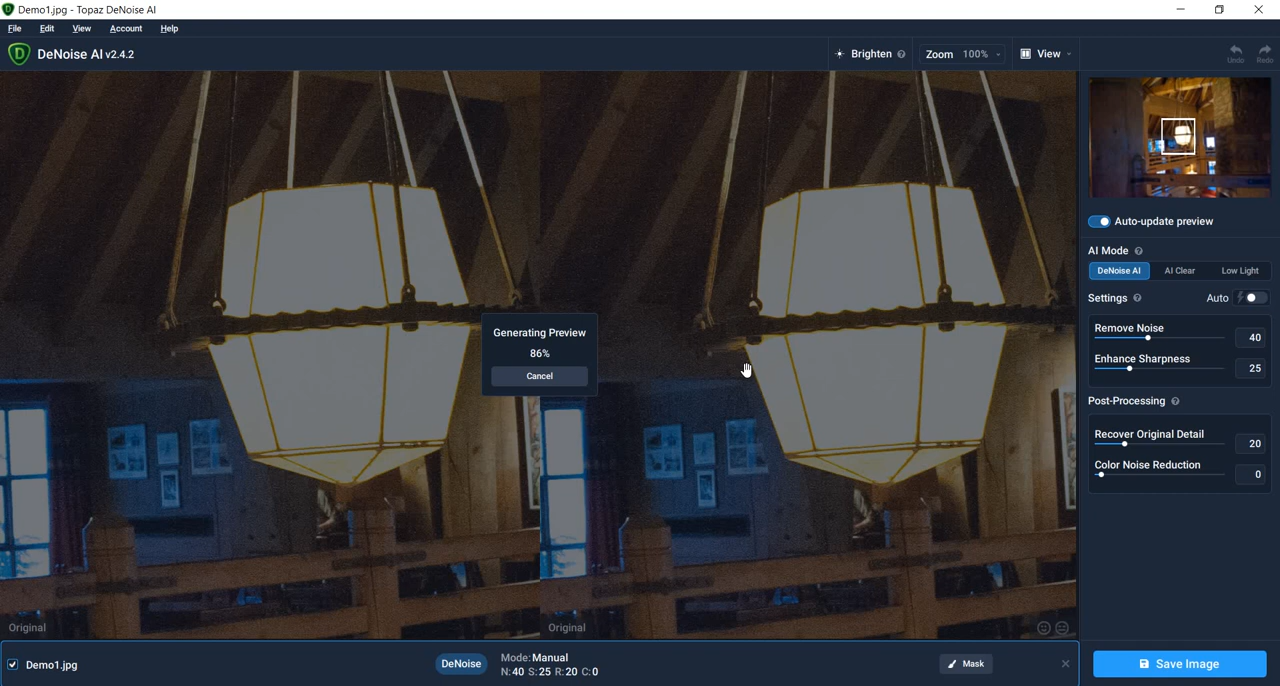 Demo1.jpg - Topaz DeNoise AI
File Edit View Account Help
DeNoise AI v2.4.2
Brighten ?
Zoom 100%
View
Undo Redo
Auto-update preview
AI Mode ?
DeNoise AI AI Clear Low Light
Settings ? Auto
Remove Noise
40
Enhance Sharpness
25
Post-Processing ?
Recover Original Detail
20
Color Noise Reduction
0
Generating Preview
86%
Cancel
Original
Original
Demo1.jpg
DeNoise
Mode: Manual
N:40 S:25 R:20 C:0
Mask
Save Image